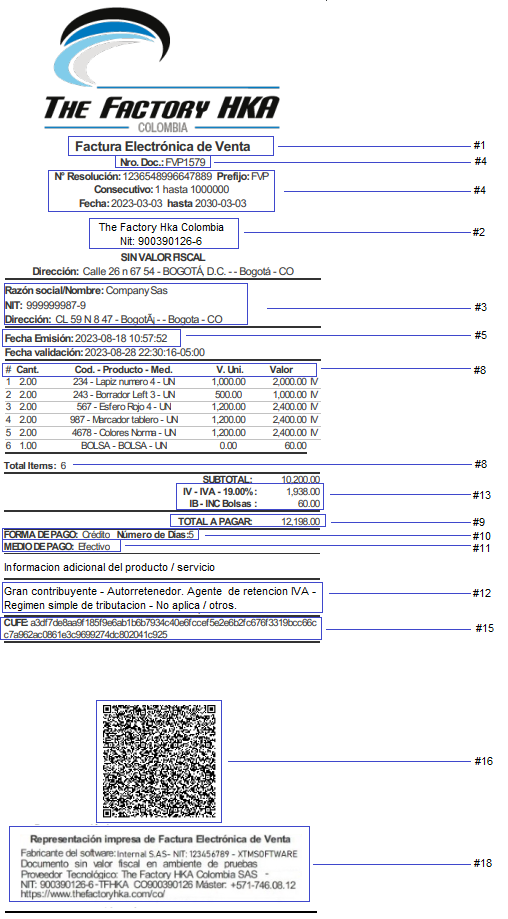 THE FACTORY HKA
COLOMBIA
Factura Electrónica de Venta #1
Nro. Doc.: FVP1579 #4
N° Resolución: 1236548996647889 Prefijo: FVP
Consecutivo: 1 hasta 1000000 #4
Fecha: 2023-03-03 hasta 2030-03-03
The Factory Hka Colombia #2
Nit: 900390126-6
SIN VALOR FISCAL
Dirección: Calle 26 n 67 54 - BOGOTÁ, D.C. - - Bogotá - CO
Razón social/Nombre: Company Sas
NIT: 999999987-9 #3
Dirección: CL 59 N 8 47 - BogotÃ¡ - - Bogota - CO
Fecha Emisión: 2023-08-18 10:57:52 #5
Fecha validación: 2023-08-28 22:30:16-05:00
# Cant. Cod. - Producto - Med. V. Uni. Valor #8
1 2.00 234 - Lapiz numero 4 - UN 1,000.00 2,000.00 IV
2 2.00 243 - Borrador Left 3 - UN 500.00 1,000.00 IV
3 2.00 567 - Esfero Rojo 4 - UN 1,200.00 2,400.00 IV
4 2.00 987 - Marcador tablero - UN 1,200.00 2,400.00 IV
5 2.00 4678 - Colores Norma - UN 1,200.00 2,400.00 IV
6 1.00 BOLSA - BOLSA - UN 0.00 60.00
Total Items: 6 #8
SUBTOTAL: 10,200.00
IV - IVA - 19.00% : 1,938.00 #13
IB - INC Bolsas : 60.00
TOTAL A PAGAR: 12,198.00 #9
FORMA DE PAGO: Crédito Número de Dias:5 #10
MEDIO DE PAGO: Efectivo #11
Informacion adicional del producto / servicio
Gran contribuyente - Autorretenedor. Agente de retencion IVA - #12
Regimen simple de tributacion - No aplica / otros.
CUFE: a3df7de8aa9f185f9e6ab1b6b7934c40e6fccef5e2e6b2fc676f3319bcc66c #15
c7a962ac0861e3c9699274dc802041c925
#16
Representación impresa de Factura Electrónica de Venta
Fabricante del software: Internal S.AS- NIT: 123456789 - XTMSOFTWARE
Documento sin valor fiscal en ambiente de pruebas #18
Proveedor Tecnológico: The Factory HKA Colombia SAS -
NIT: 900390126-6 -TFHKA CO900390126 Máster: +571-746.08.12
https://www.thefactoryhka.com/co/